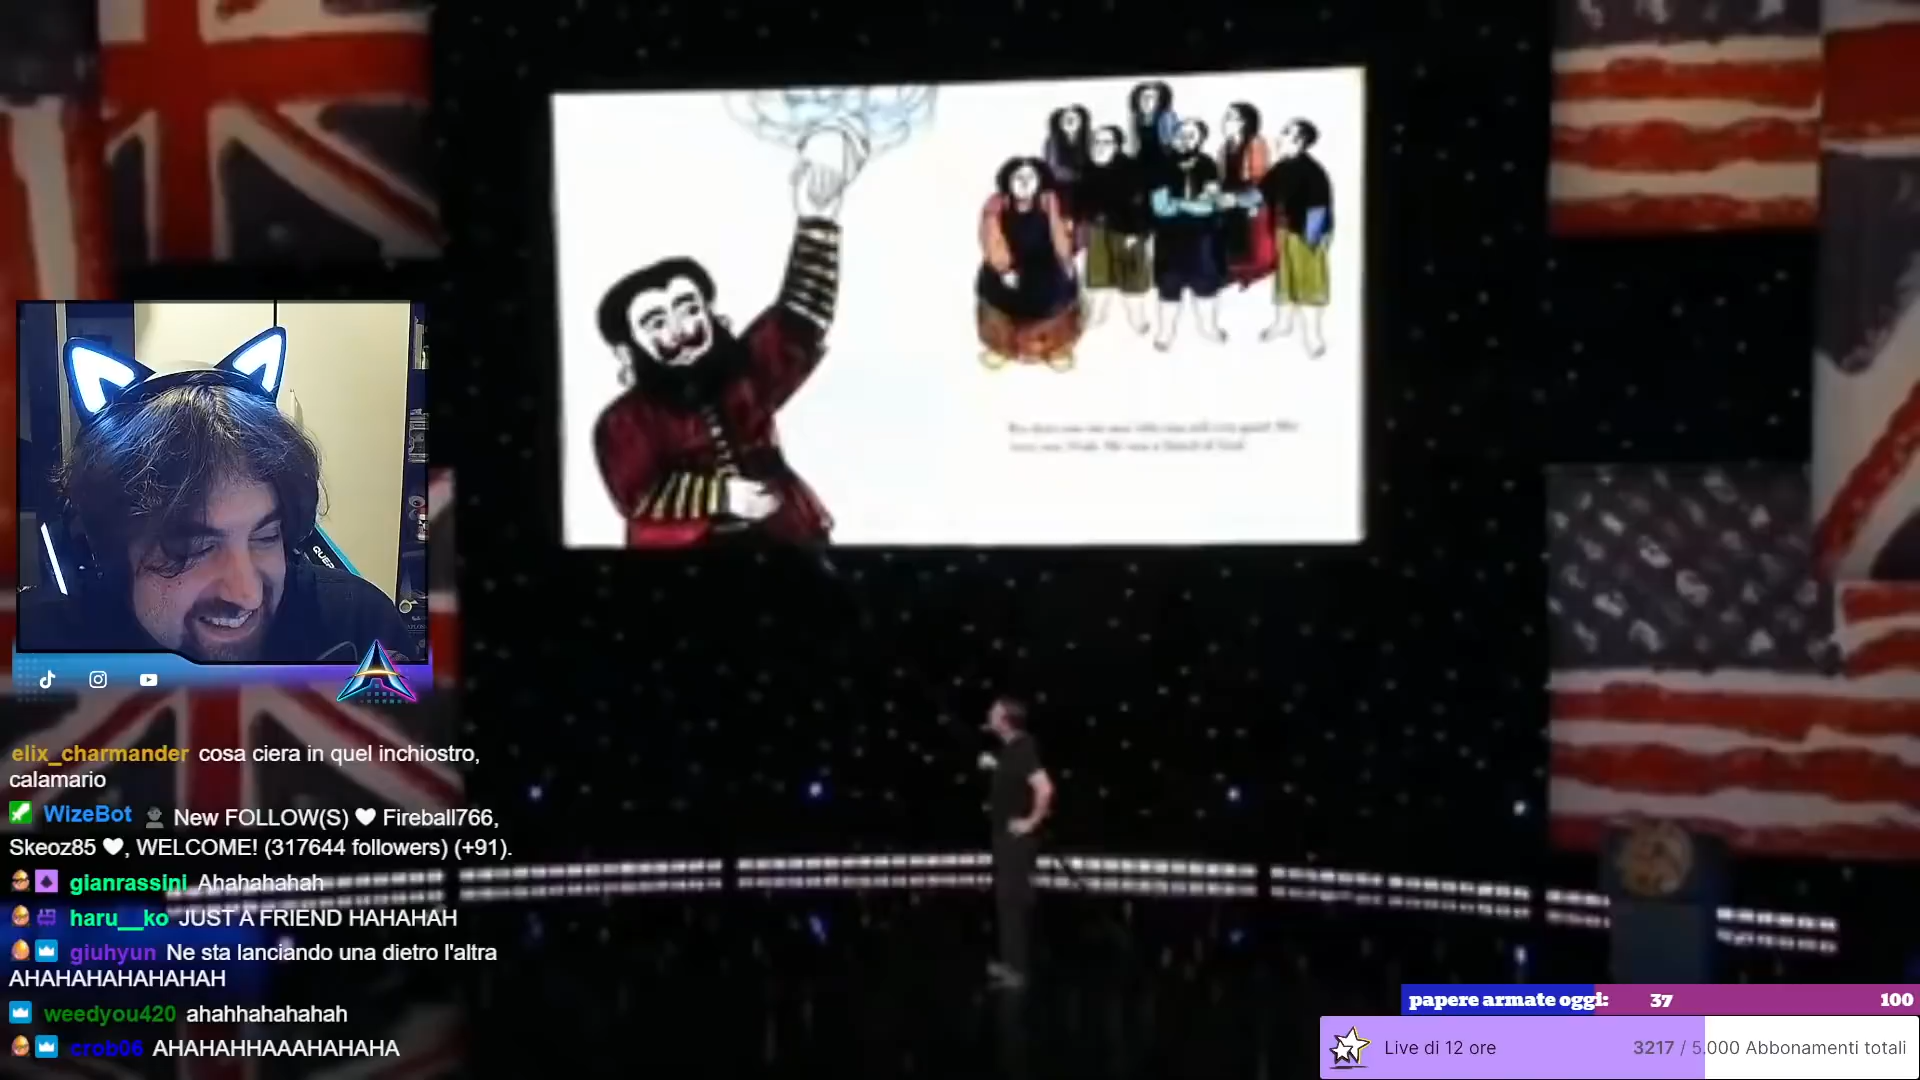 QUER
elix_charmander cosa ciera in quel inchiostro,
calamario
WizeBot New FOLLOW(S) Fireball766,
Skeoz85 , WELCOME! (317644 followers) (+91).
gianrassini Ahahahahah
haru__ko JUST A FRIEND HAHAHAH
giuhyun Ne sta lanciando una dietro l'altra
AHAHAHAHAHAHAH
weedyou420 ahahhahahahah
crob06 AHAHAHHAAAHAHAHA
papere armate oggi: 37 100
Live di 12 ore 3217 / 5.000 Abbonamenti totali